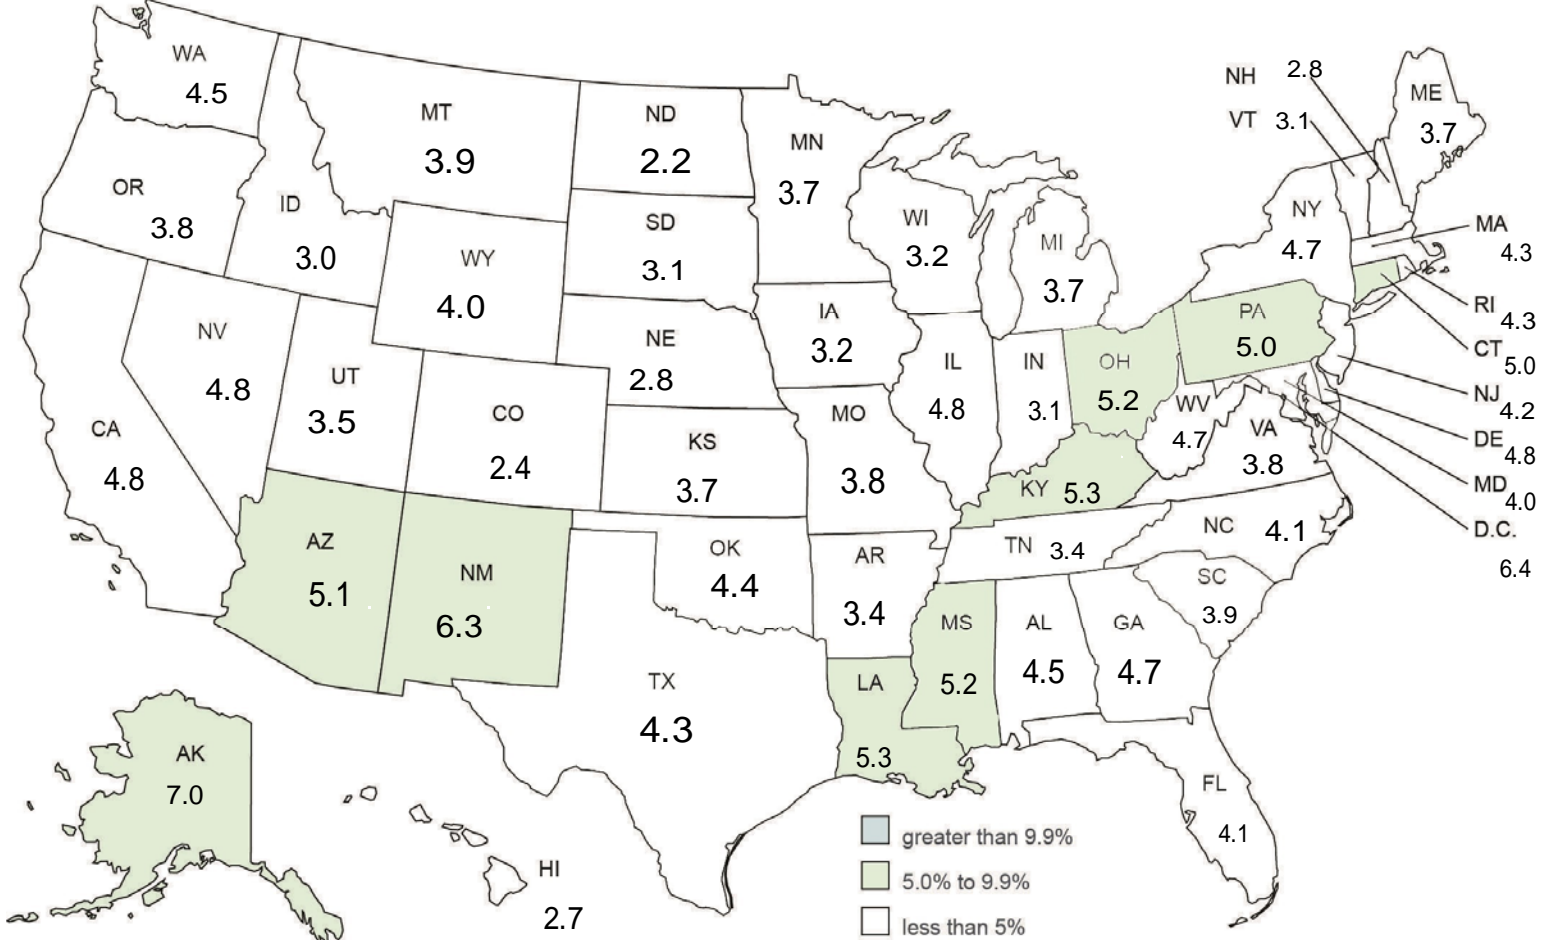 WA
4.5
MT
3.9
ND
2.2
MN
3.7
NH 2.8
VT 3.1
ME
3.7
OR
3.8
ID
3.0
WY
4.0
SD
3.1
WI
3.2
MI
3.7
NY
4.7
MA
4.3
RI
4.3
CT
5.0
NJ
4.2
DE
4.8
MD
4.0
D.C.
6.4
NV
4.8
UT
3.5
CA
4.8
CO
2.4
NE
2.8
KS
3.7
IA
3.2
MO
3.8
IL
4.8
IN
3.1
OH
5.2
PA
5.0
WV
4.7
VA
3.8
KY 5.3
NC 4.1
TN 3.4
SC
3.9
AZ
5.1
NM
6.3
OK
4.4
AR
3.4
MS
5.2
AL
4.5
GA
4.7
TX
4.3
LA
5.3
FL
4.1
AK
7.0
HI
2.7
greater than 9.9%
5.0% to 9.9%
less than 5%